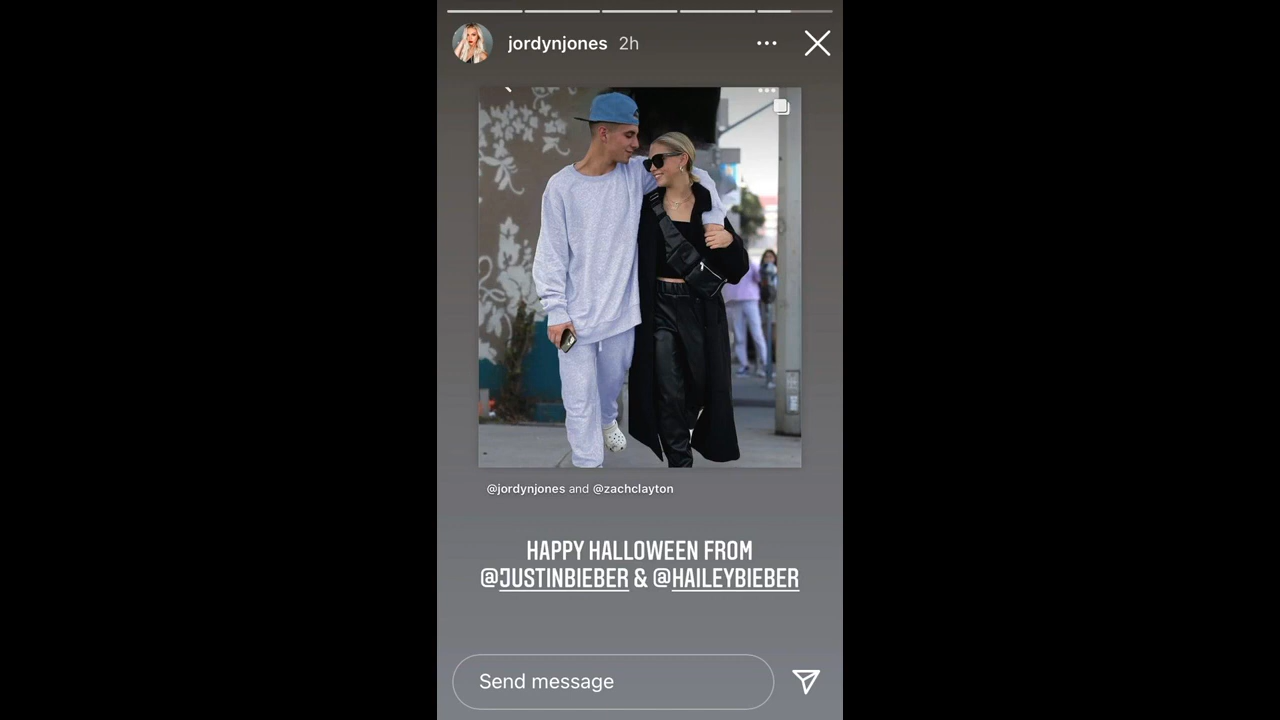 jordynjones 2h
@jordynjones and @zachclayton
HAPPY HALLOWEEN FROM
@JUSTINBIEBER & @HAILEYBIEBER
Send message